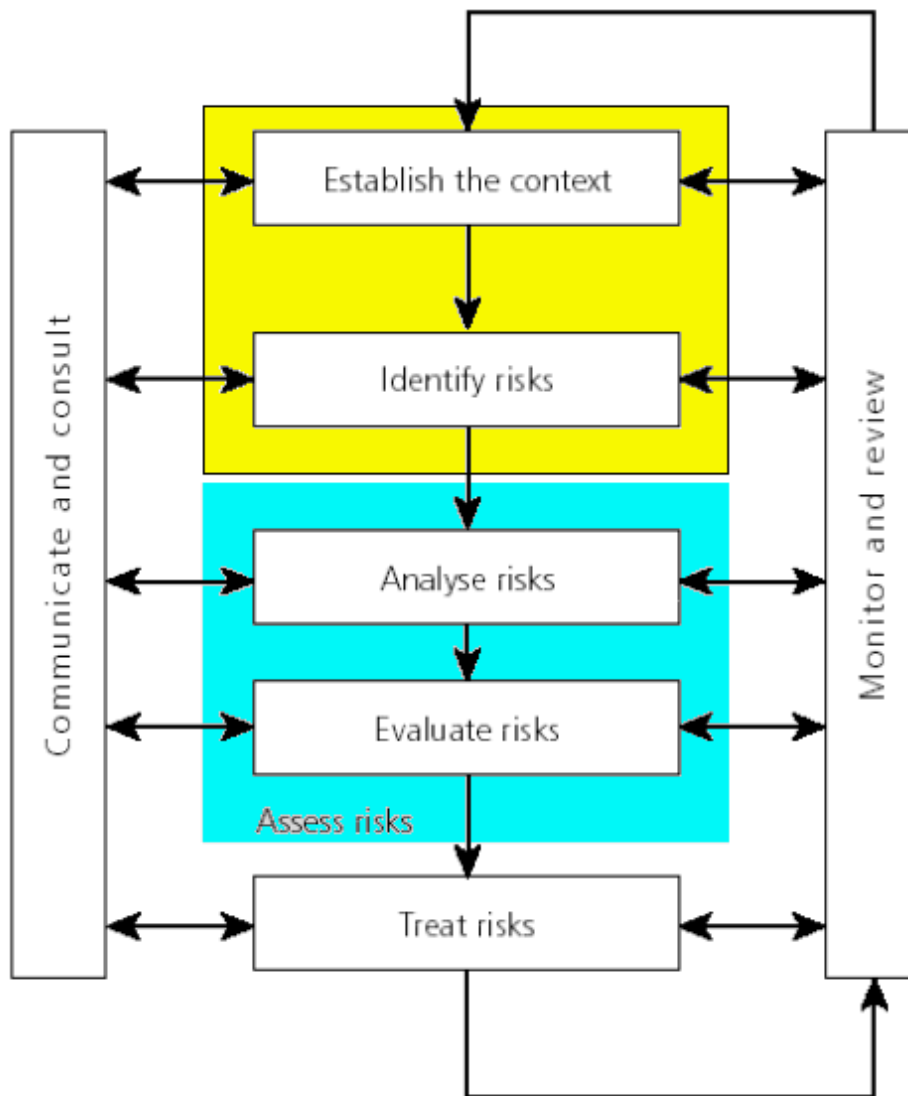 Establish the context
Identify risks
Analyse risks
Evaluate risks
Assess risks
Treat risks
Communicate and consult
Monitor and review